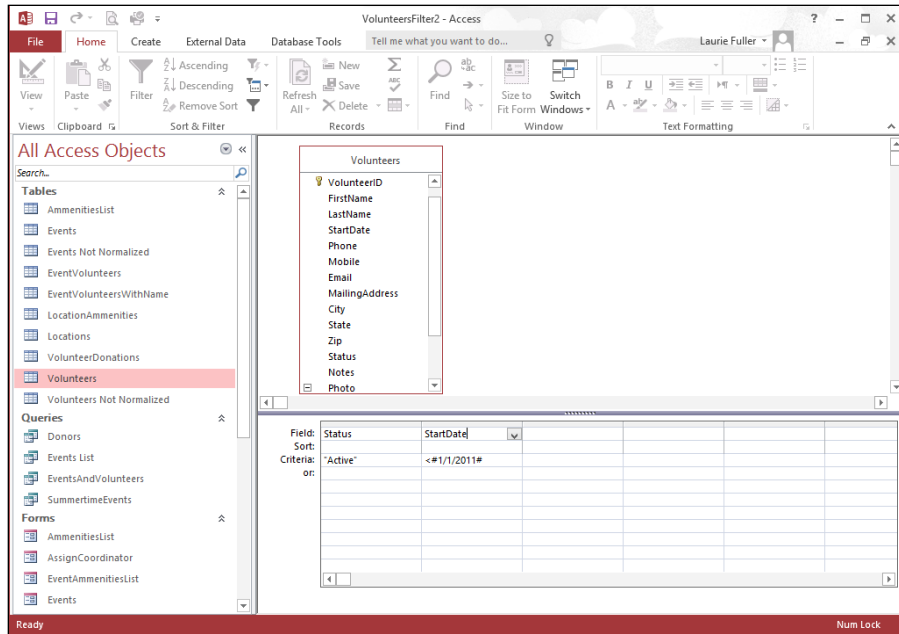 VolunteersFilter2 - Access
?
File Home Create External Data Database Tools Tell me what you want to do... Laurie Fuller
View
Paste
Filter
Ascending
Descending
Remove Sort
Refresh
All
New
Save
Delete
Σ
ABC
Find
ab
ac
Size to
Fit Form
Switch
Windows
B I U
A
Views Clipboard Sort & Filter Records Find Window Text Formatting
All Access Objects
Search...
Tables
AmmenitiesList
Events
Events Not Normalized
EventVolunteers
EventVolunteersWithName
LocationAmmenities
Locations
VolunteerDonations
Volunteers
Volunteers Not Normalized
Queries
Donors
Events List
EventsAndVolunteers
SummertimeEvents
Forms
AmmenitiesList
AssignCoordinator
EventAmmenitiesList
Events
Volunteers
VolunteerID
FirstName
LastName
StartDate
Phone
Mobile
Email
MailingAddress
City
State
Zip
Status
Notes
Photo
Field: Status StartDate
Sort:
Criteria: "Active" <#1/1/2011#
or:
Ready Num Lock